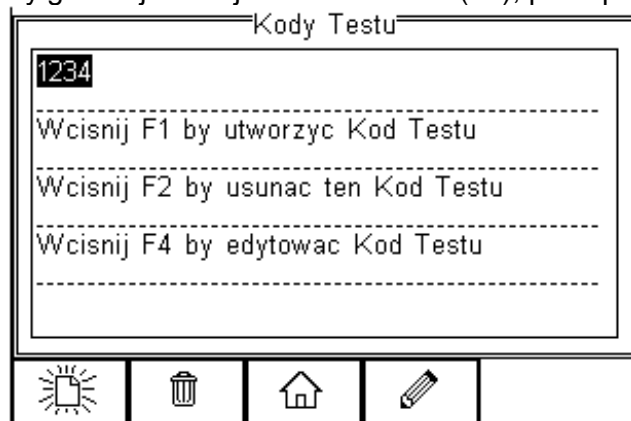 Kody Testu
1234
Wcisnij F1 by utworzyc Kod Testu
Wcisnij F2 by usunac ten Kod Testu
Wcisnij F4 by edytowac Kod Testu